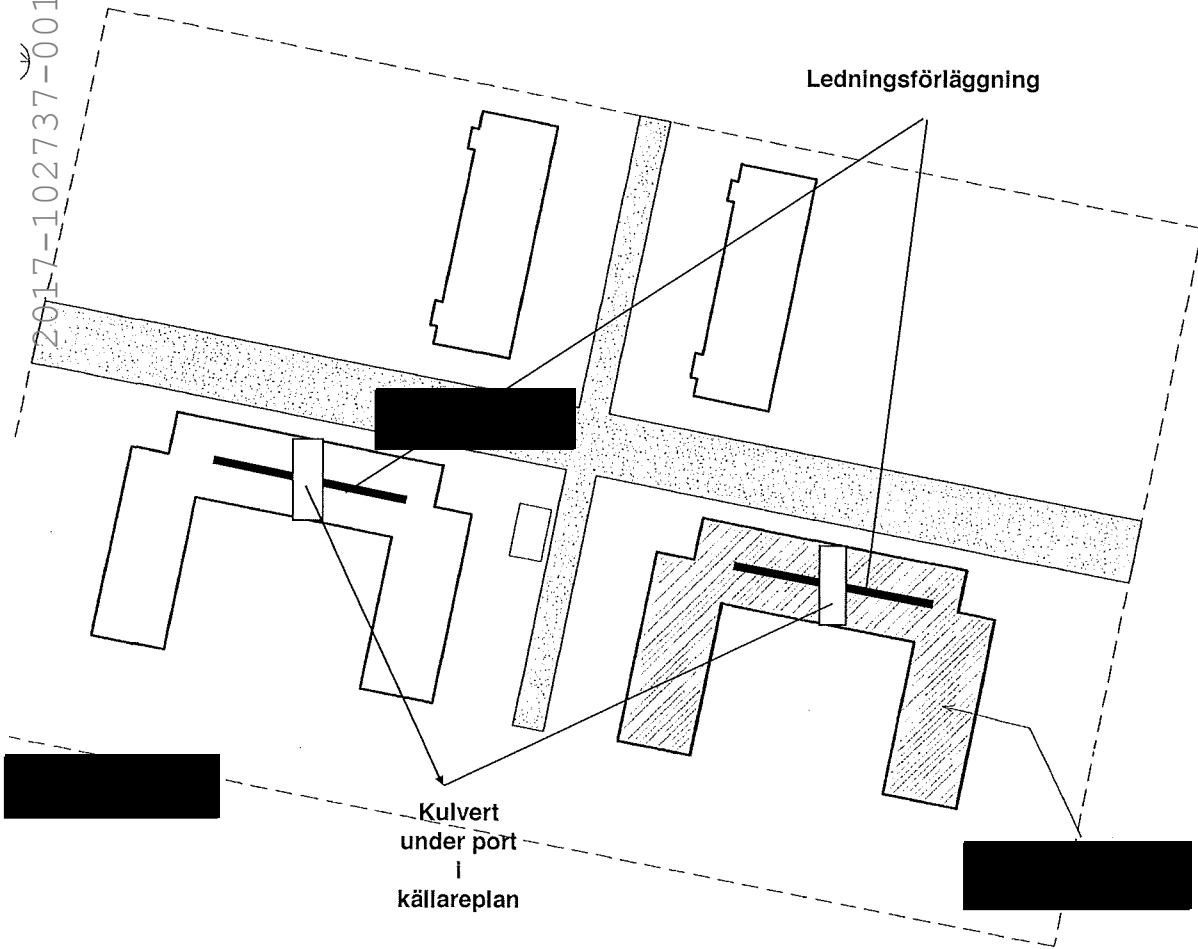 2017-102737-001
Ledningsförläggning
Kulvert
under port
i
källareplan